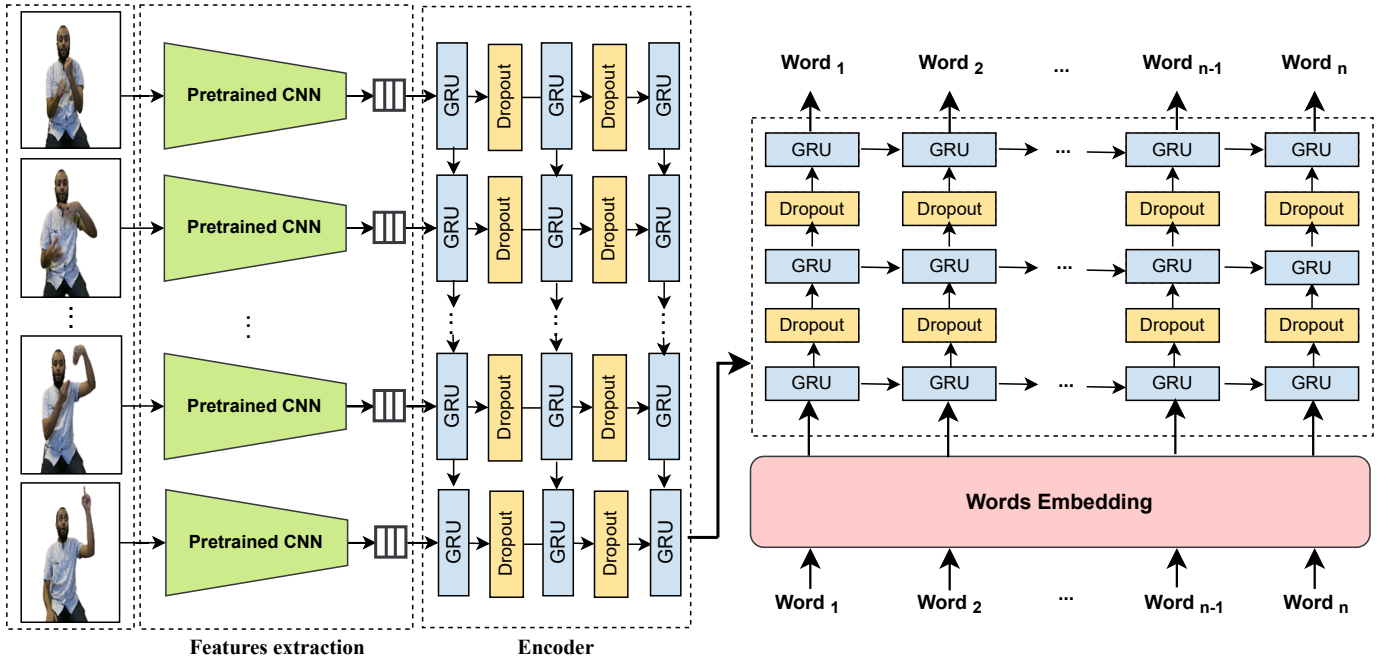 Pretrained CNN
GRU
Dropout
GRU
Dropout
GRU
Pretrained CNN
GRU
Dropout
GRU
Dropout
GRU
⋮
Pretrained CNN
GRU
Dropout
GRU
Dropout
GRU
Pretrained CNN
GRU
Dropout
GRU
Dropout
GRU
Features extraction
Encoder
Word 1 Word 2 ... Word n-1 Word n
GRU GRU ... GRU GRU
Dropout Dropout Dropout Dropout
GRU GRU ... GRU GRU
Dropout Dropout Dropout Dropout
GRU GRU ... GRU GRU
Words Embedding
Word 1 Word 2 ... Word n-1 Word n